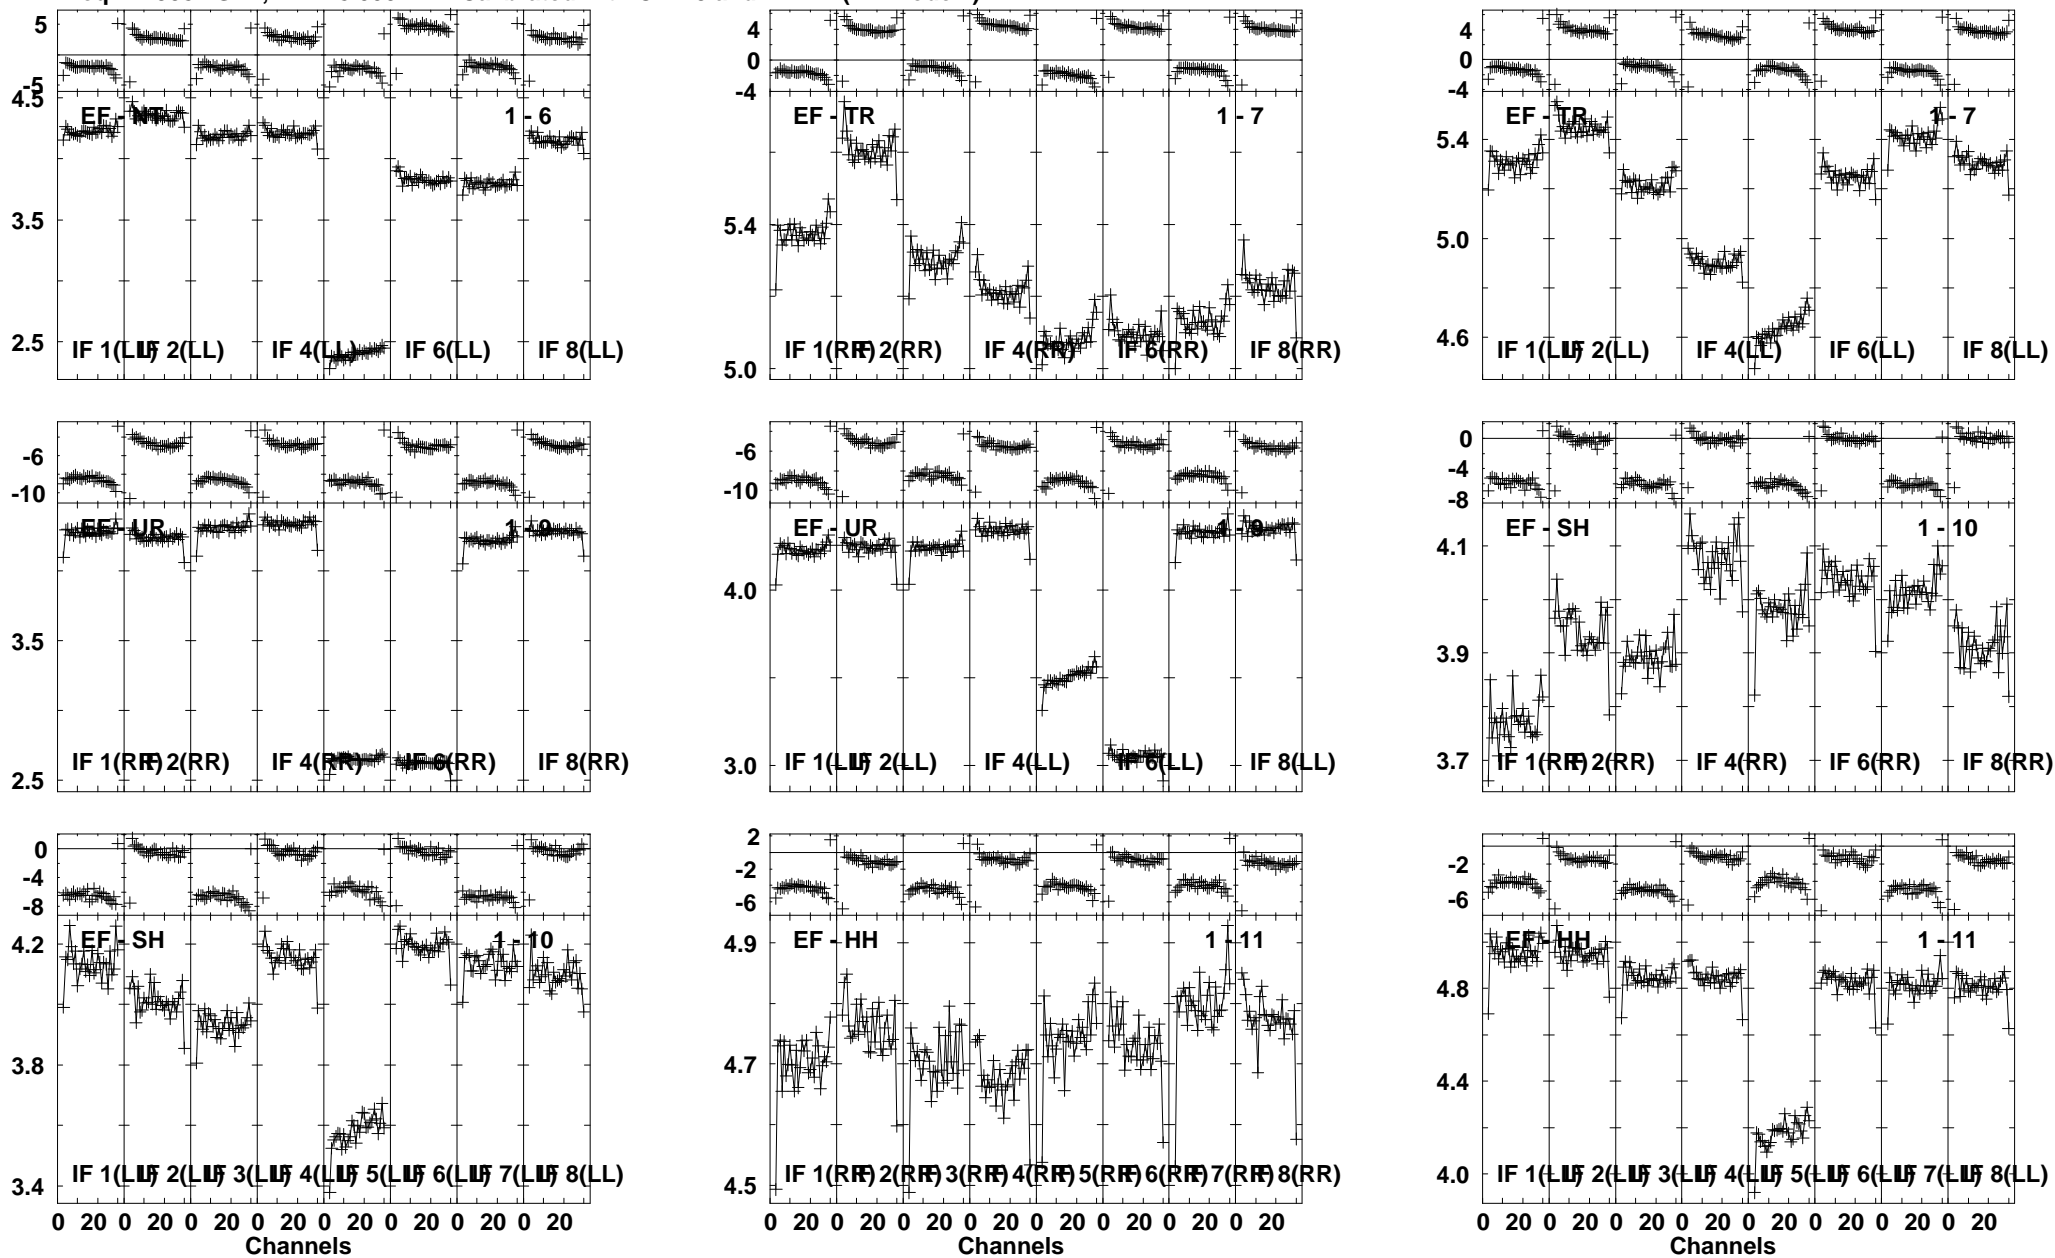 5
-5
4.5
3.5
2.5
EF - NT
1 - 6
IF 1(LL)
IF 2(LL)
IF 4(LL)
IF 6(LL)
IF 8(LL)
4
0
-4
5.4
5.0
EF - TR
1 - 7
IF 1(RR)
IF 2(RR)
IF 4(RR)
IF 6(RR)
IF 8(RR)
4
0
-4
5.4
5.0
4.6
EF - TR
1 - 7
IF 1(LL)
IF 2(LL)
IF 4(LL)
IF 6(LL)
IF 8(LL)
-6
-10
3.5
2.5
EF - UR
1 - 9
IF 1(RR)
IF 2(RR)
IF 4(RR)
IF 6(RR)
IF 8(RR)
-6
-10
4.0
3.0
EF - UR
1 - 9
IF 1(LL)
IF 2(LL)
IF 4(LL)
IF 6(LL)
IF 8(LL)
0
-4
-8
4.1
3.9
3.7
EF - SH
1 - 10
IF 1(RR)
IF 2(RR)
IF 4(RR)
IF 6(RR)
IF 8(RR)
0
-4
-8
4.2
3.8
3.4
EF - SH
1 - 10
IF 1(LL)
IF 2(LL)
IF 3(LL)
IF 4(LL)
IF 5(LL)
IF 6(LL)
IF 7(LL)
IF 8(LL)
0 20 0 20 0 20 0 20 0 20 0 20 0 20 0 20
Channels
2
-2
-6
4.9
4.7
4.5
EF - HH
1 - 11
IF 1(RR)
IF 2(RR)
IF 3(RR)
IF 4(RR)
IF 5(RR)
IF 6(RR)
IF 7(RR)
IF 8(RR)
0 20 0 20 0 20 0 20 0 20 0 20 0 20 0 20
Channels
-2
-6
4.8
4.4
4.0
EF - HH
1 - 11
IF 1(LL)
IF 2(LL)
IF 3(LL)
IF 4(LL)
IF 5(LL)
IF 6(LL)
IF 7(LL)
IF 8(LL)
0 20 0 20 0 20 0 20 0 20 0 20 0 20 0 20
Channels